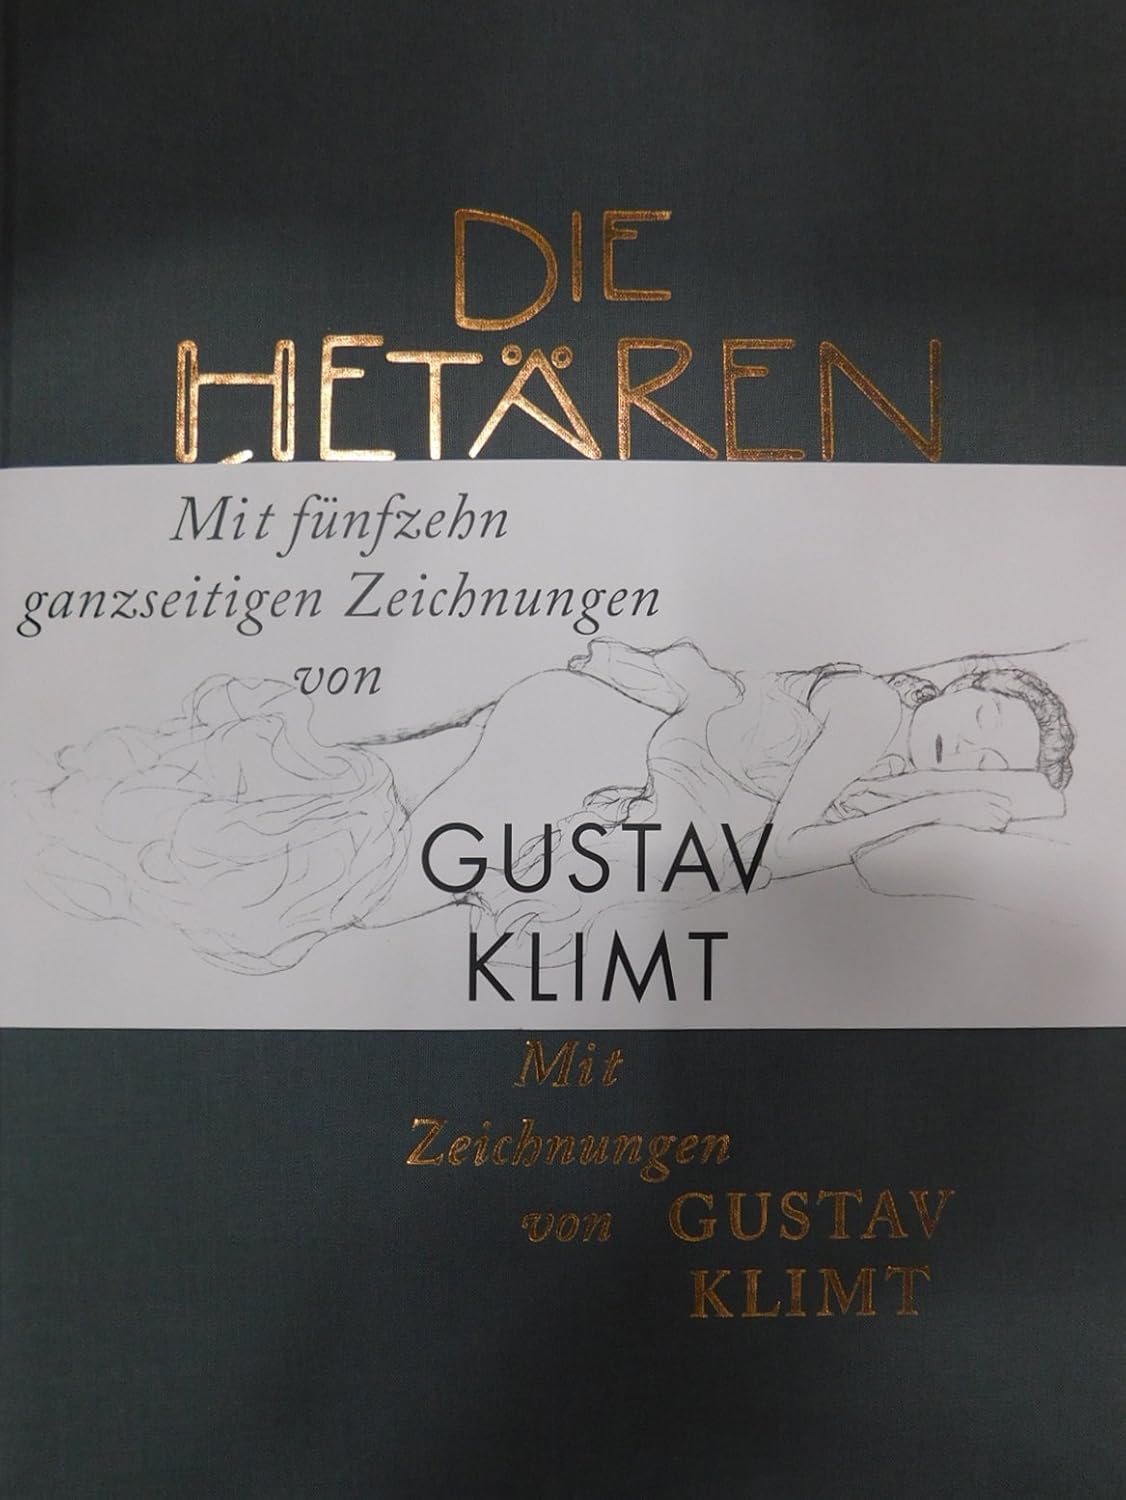 DIE
HETÄREN
Mit fünfzehn
ganzseitigen Zeichnungen
von
GUSTAV
KLIMT
Mit
Zeichnungen
von GUSTAV
KLIMT